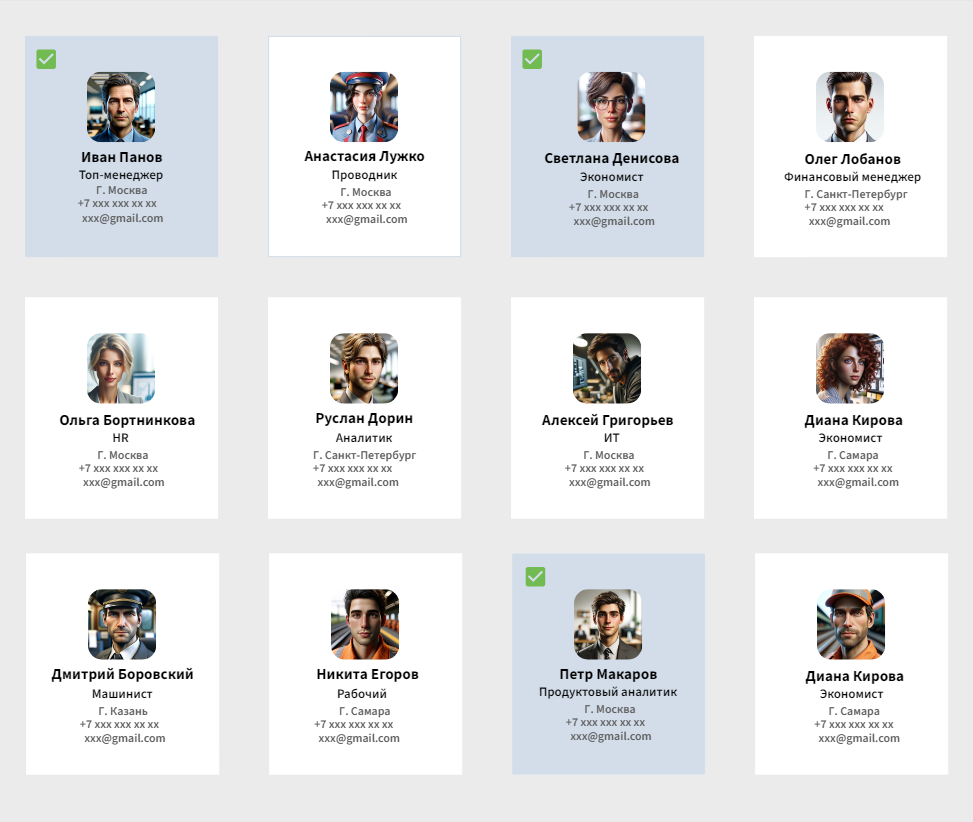 Иван Панов
Топ-менеджер
Г. Москва
+7 xxx xxx xx xx
xxx@gmail.com
Анастасия Лужко
Проводник
Г. Москва
+7 xxx xxx xx xx
xxx@gmail.com
Светлана Денисова
Экономист
Г. Москва
+7 xxx xxx xx xx
xxx@gmail.com
Олег Лобанов
Финансовый менеджер
Г. Санкт-Петербург
+7 xxx xxx xx xx
xxx@gmail.com
Ольга Бортнинкова
HR
Г. Москва
+7 xxx xxx xx xx
xxx@gmail.com
Руслан Дорин
Аналитик
Г. Санкт-Петербург
+7 xxx xxx xx xx
xxx@gmail.com
Алексей Григорьев
ИТ
Г. Москва
+7 xxx xxx xx xx
xxx@gmail.com
Диана Кирова
Экономист
Г. Самара
+7 xxx xxx xx xx
xxx@gmail.com
Дмитрий Боровский
Машинист
Г. Казань
+7 xxx xxx xx xx
xxx@gmail.com
Никита Егоров
Рабочий
Г. Самара
+7 xxx xxx xx xx
xxx@gmail.com
Петр Макаров
Продуктовый аналитик
Г. Москва
+7 xxx xxx xx xx
xxx@gmail.com
Диана Кирова
Экономист
Г. Самара
+7 xxx xxx xx xx
xxx@gmail.com